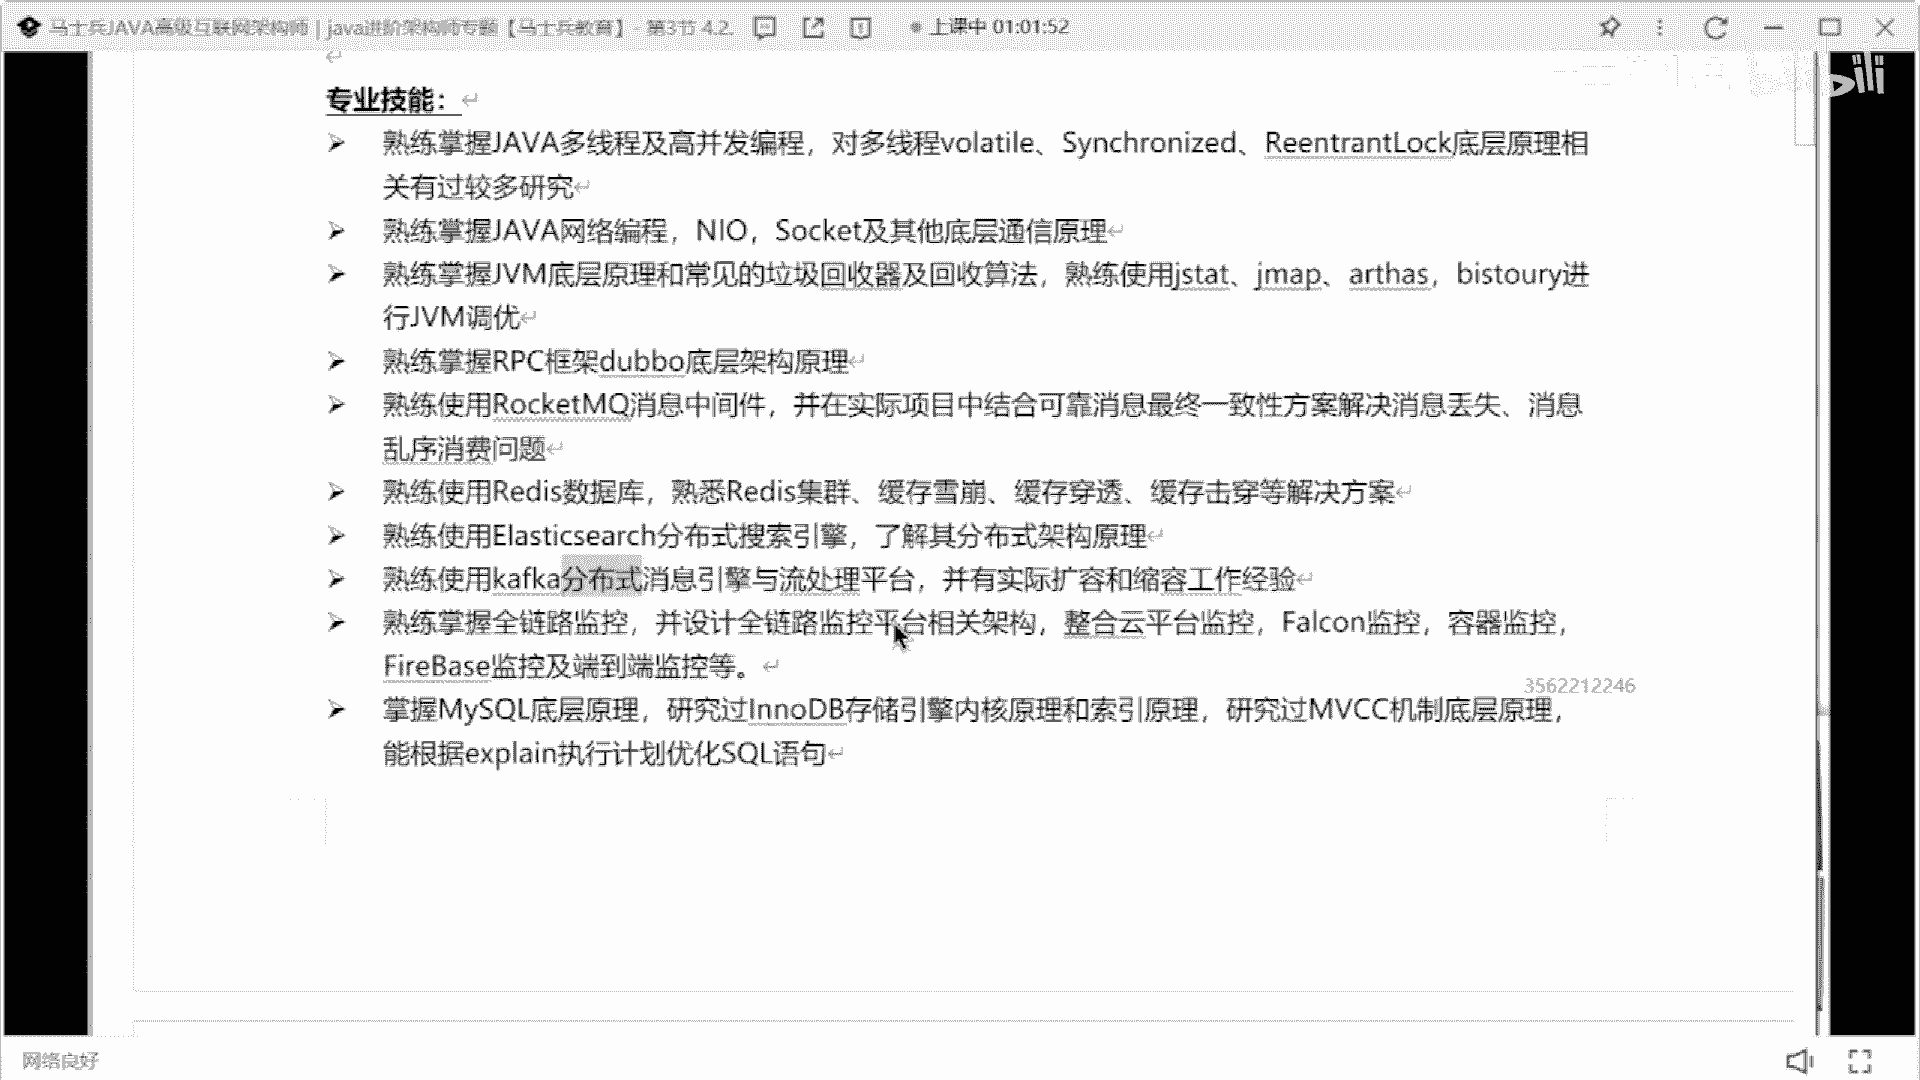 马士兵JAVA高级互联网架构师 | java进阶架构师专题【马士兵教育】 - 第3节 4.2.
上课中 01:01:52
专业技能：
熟练掌握JAVA多线程及高并发编程，对多线程volatile、Synchronized、ReentrantLock底层原理相
关有过较多研究
熟练掌握JAVA网络编程，NIO，Socket及其他底层通信原理
熟练掌握JVM底层原理和常见的垃圾回收器及回收算法，熟练使用jstat、jmap、arthas，bistoury进
行JVM调优
熟练掌握RPC框架dubbo底层架构原理
熟练使用RocketMQ消息中间件，并在实际项目中结合可靠消息最终一致性方案解决消息丢失、消息
乱序消费问题
熟练使用Redis数据库，熟悉Redis集群、缓存雪崩、缓存穿透、缓存击穿等解决方案
熟练使用Elasticsearch分布式搜索引擎，了解其分布式架构原理
熟练使用kafka分布式消息引擎与流处理平台，并有实际扩容和缩容工作经验
熟练掌握全链路监控，并设计全链路监控平台相关架构，整合云平台监控，Falcon监控，容器监控，
FireBase监控及端到端监控等。
3562212246
掌握MySQL底层原理，研究过InnoDB存储引擎内核原理和索引原理，研究过MVCC机制底层原理，
能根据explain执行计划优化SQL语句
网络良好